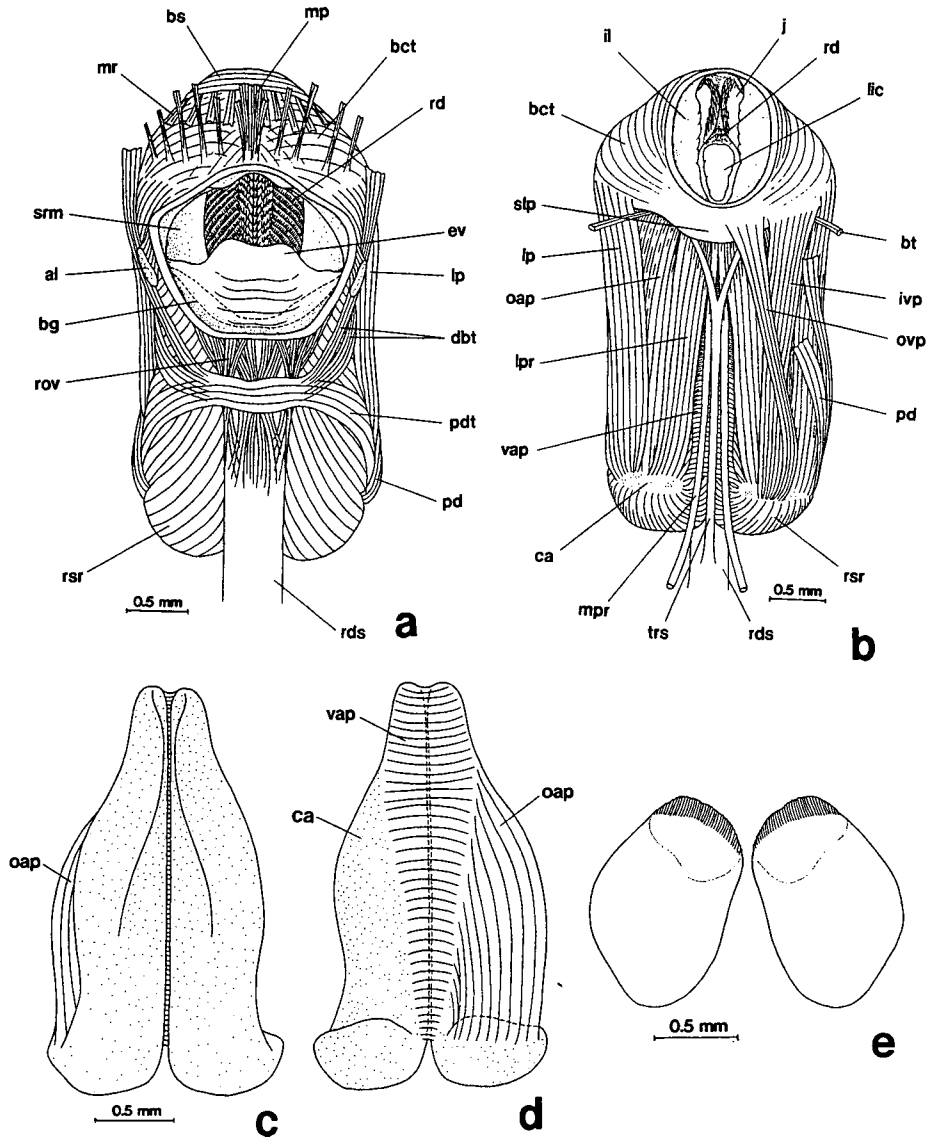 bs
mp
mr
bct
rd
srm
ev
al
lp
bg
dbt
rov
pdt
pd
rsr
0.5 mm
rds
a
il
j
rd
bct
lic
slp
bt
lp
oap
ivp
ovp
lpr
pd
vap
ca
rsr
mpr
0.5 mm
trs
rds
b
oap
0.5 mm
c
vap
oap
ca
d
0.5 mm
e